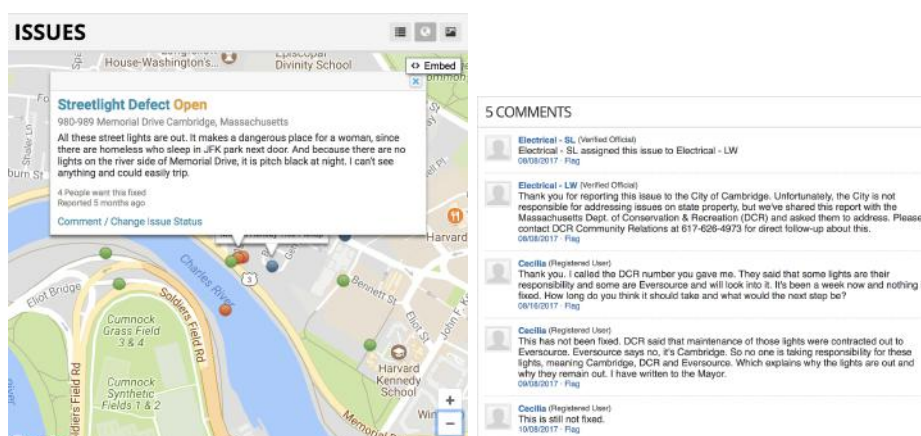 ISSUES
Embed
House-Washington's...
Episcopal
Divinity School
Streetlight Defect Open
980-989 Memorial Drive Cambridge, Massachusetts
All these street lights are out. It makes a dangerous place for a woman, since
there are homeless who sleep in JFK park next door. And because there are no
lights on the river side of Memorial Drive, it is pitch black at night. I can't see
anything and could easily trip.
4 People want this fixed
Reported 5 months ago
Comment / Change Issue Status
Shaler Ln
burn St
Harvard
Charles River
3
Eliot Bridge
Soldiers Field Rd
Bennett St
Eliot St
John F. K
Cumnock
Grass Field
3 & 4
Harvard
Kennedy
School
Cumnock
Synthetic
Fields 1 & 2
diers Field Rd
Memorial
Win
+
−
5 COMMENTS
Electrical - SL (Verified Official)
Electrical - SL assigned this issue to Electrical - LW
08/08/2017 · Flag
Electrical - LW (Verified Official)
Thank you for reporting this issue to the City of Cambridge. Unfortunately, the City is not
responsible for addressing issues on state property, but we've shared this report with the
Massachusetts Dept. of Conservation & Recreation (DCR) and asked them to address. Please
contact DCR Community Relations at 617-626-4973 for direct follow-up about this.
08/08/2017 · Flag
Cecilia (Registered User)
Thank you. I called the DCR number you gave me. They said that some lights are their
responsibility and some are Eversource and will look into it. It's been a week now and nothing
fixed. How long do you think it should take and what would the next step be?
08/16/2017 · Flag
Cecilia (Registered User)
This has not been fixed. DCR said that maintenance of those lights were contracted out to
Eversource. Eversource says no, it's Cambridge. So no one is taking responsibility for these
lights, meaning Cambridge, DCR and Eversource. Which explains why the lights are out and
why they remain out. I have written to the Mayor.
09/08/2017 · Flag
Cecilia (Registered User)
This is still not fixed.
10/08/2017 · Flag